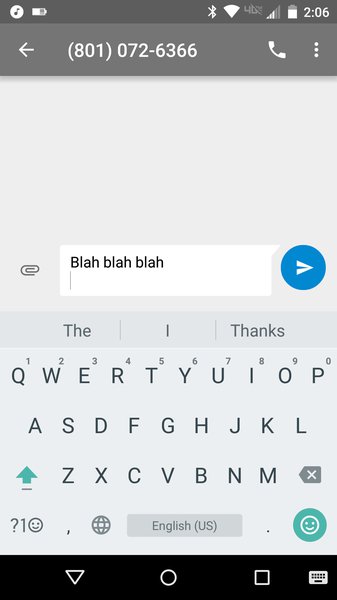 2:06
(801) 072-6366
Blah blah blah
The I Thanks
1 2 3 4 5 6 7 8 9 0
Q W E R T Y U I O P
A S D F G H J K L
Z X C V B N M
?1☺ , English (US) .